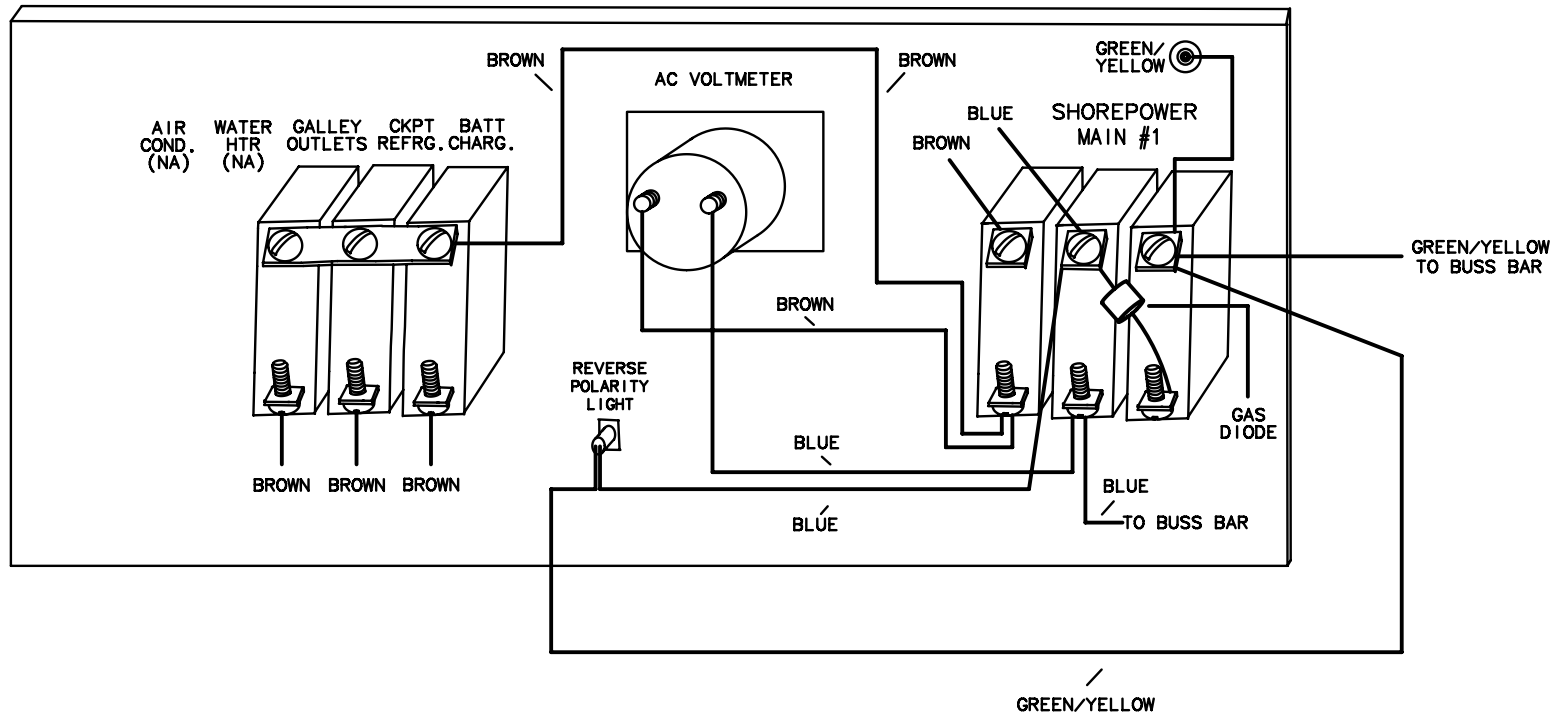 BROWN
AC VOLTMETER
BROWN
GREEN/
YELLOW
AIR
COND.
(NA)
WATER
HTR
(NA)
GALLEY
OUTLETS
CKPT
REFRG.
BATT
CHARG.
BROWN
BLUE
SHOREPOWER
MAIN #1
GREEN/YELLOW
TO BUSS BAR
BROWN
REVERSE
POLARITY
LIGHT
GAS
DIODE
BROWN
BROWN
BROWN
BLUE
BLUE
BLUE
TO BUSS BAR
GREEN/YELLOW